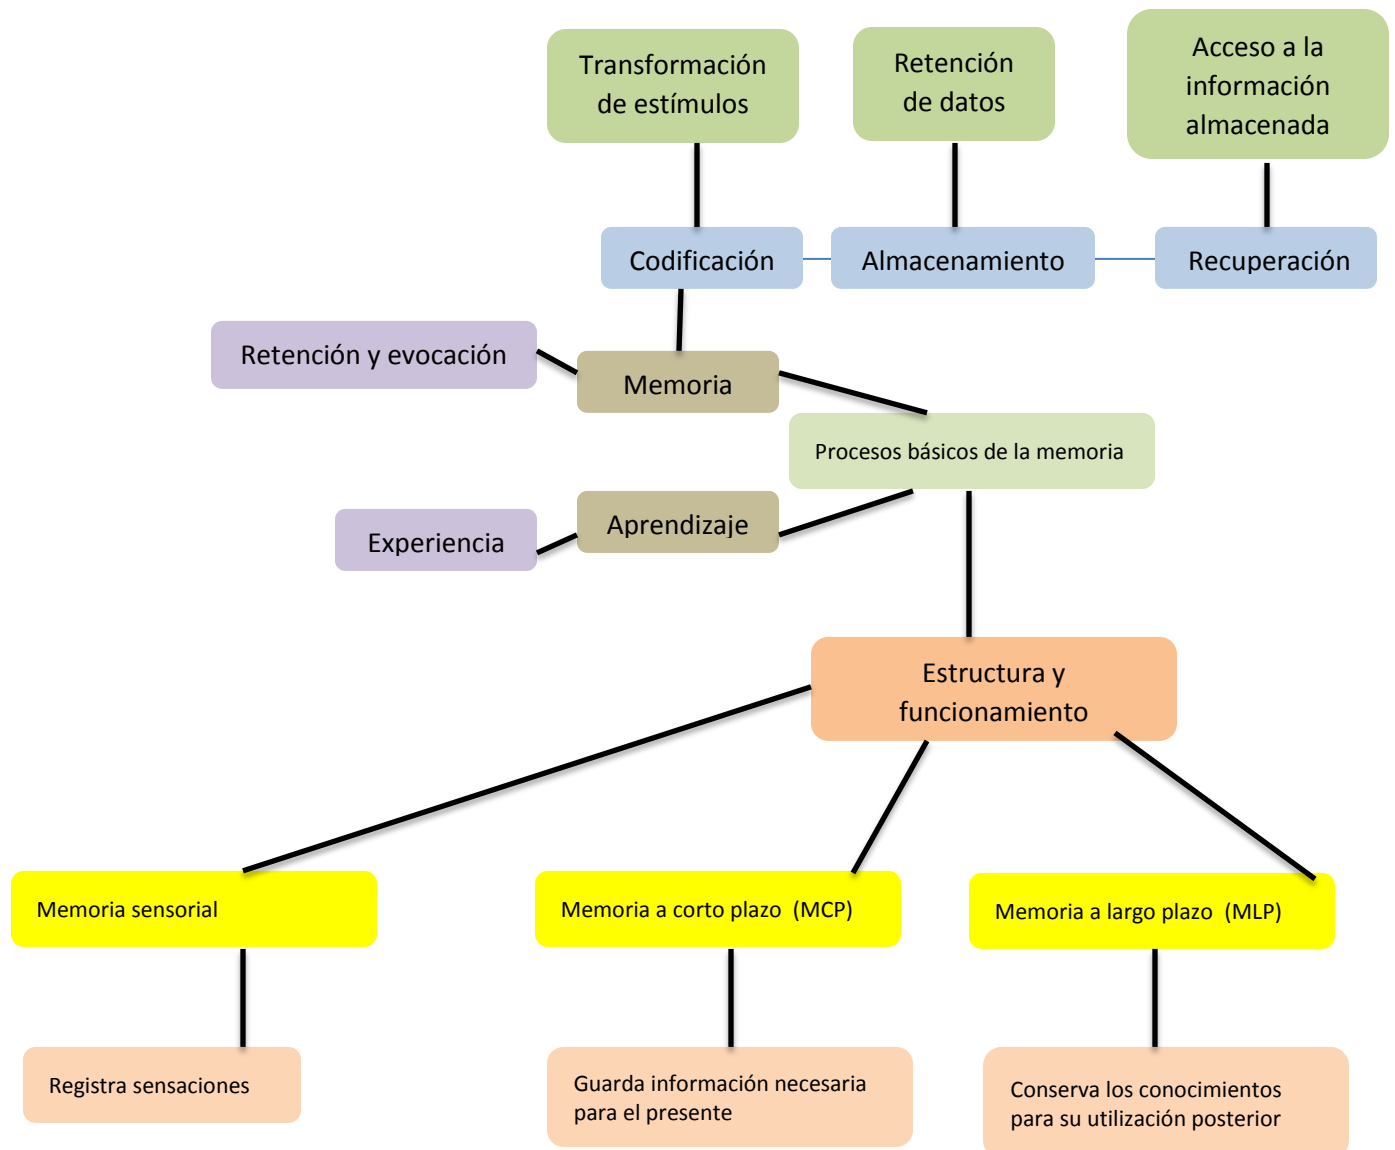 Transformación
de estímulos
Retención
de datos
Acceso a la
información
almacenada
Codificación
Almacenamiento
Recuperación
Retención y evocación
Memoria
Procesos básicos de la memoria
Aprendizaje
Experiencia
Estructura y
funcionamiento
Memoria sensorial
Memoria a corto plazo  (MCP)
Memoria a largo plazo  (MLP)
Registra sensaciones
Guarda información necesaria
para el presente
Conserva los conocimientos
para su utilización posterior